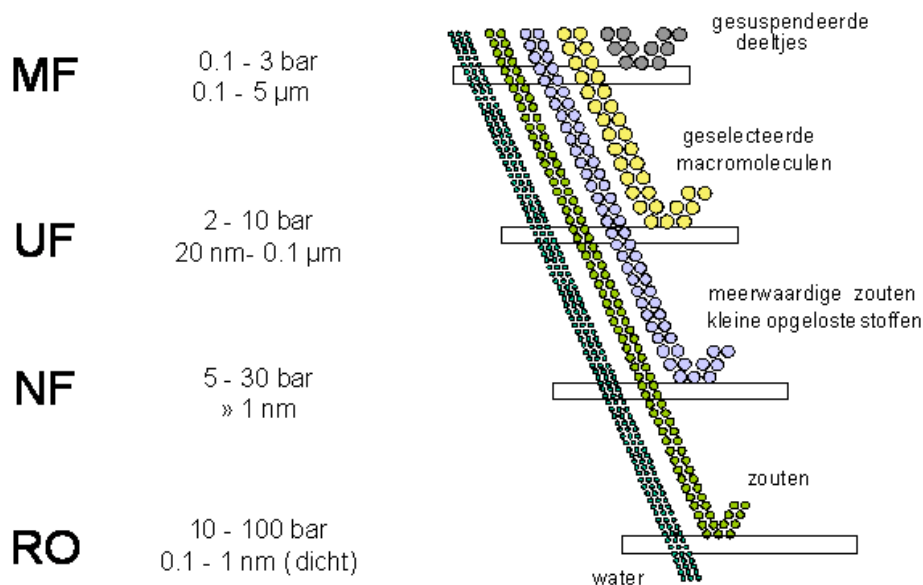 gesuspendeerde
deeltjes
MF
0.1 - 3 bar
0.1 - 5 µm
geselecteerde
macromoleculen
UF
2 - 10 bar
20 nm- 0.1 µm
meerwaardige zouten
kleine opgeloste stoffen
NF
5 - 30 bar
» 1 nm
zouten
RO
10 - 100 bar
0.1 - 1 nm (dicht)
water